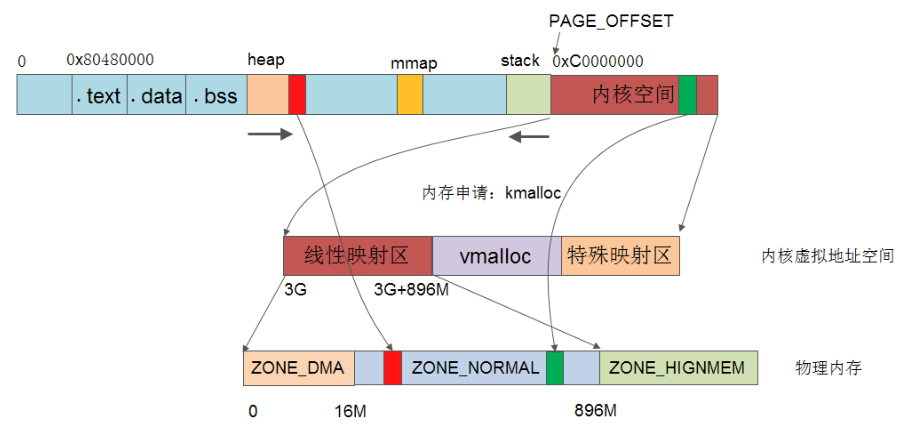 PAGE_OFFSET
0 0x80480000 heap mmap stack 0xC0000000
.text .data .bss 内核空间
内存申请：kmalloc
线性映射区 vmalloc 特殊映射区 内核虚拟地址空间
3G 3G+896M
ZONE_DMA ZONE_NORMAL ZONE_HIGNMEM 物理内存
0 16M 896M